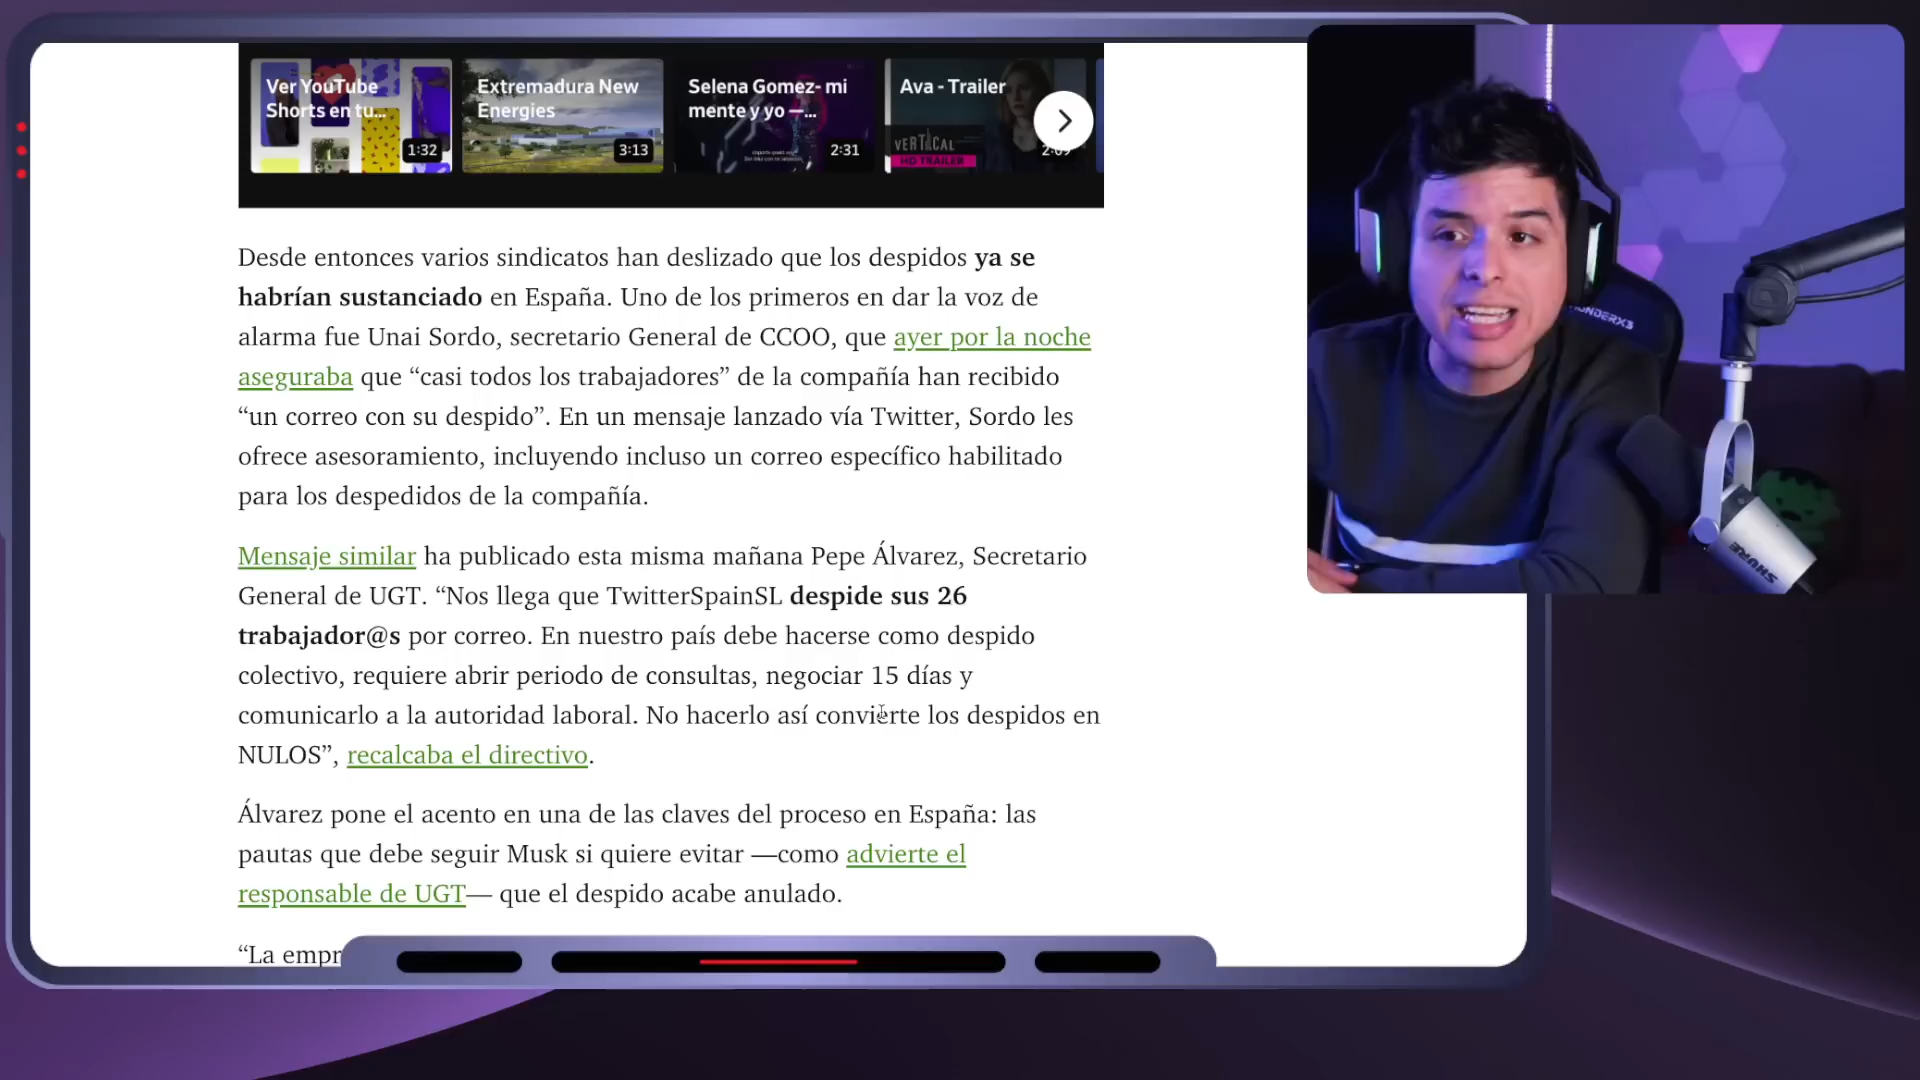 Ver YouTube
Shorts en tu...
1:32
Extremadura New
Energies
3:13
Selena Gomez- mi
mente y yo –...
2:31
Ava - Trailer
VERTICAL
HD TRAILER
Desde entonces varios sindicatos han deslizado que los despidos ya se
habrían sustanciado en España. Uno de los primeros en dar la voz de
alarma fue Unai Sordo, secretario General de CCOO, que ayer por la noche
aseguraba que “casi todos los trabajadores” de la compañía han recibido
“un correo con su despido”. En un mensaje lanzado vía Twitter, Sordo les
ofrece asesoramiento, incluyendo incluso un correo específico habilitado
para los despedidos de la compañía.
Mensaje similar ha publicado esta misma mañana Pepe Álvarez, Secretario
General de UGT. “Nos llega que TwitterSpainSL despide sus 26
trabajador@s por correo. En nuestro país debe hacerse como despido
colectivo, requiere abrir periodo de consultas, negociar 15 días y
comunicarlo a la autoridad laboral. No hacerlo así convierte los despidos en
NULOS”, recalcaba el directivo.
Álvarez pone el acento en una de las claves del proceso en España: las
pautas que debe seguir Musk si quiere evitar —como advierte el
responsable de UGT— que el despido acabe anulado.
“La empr
SHURE